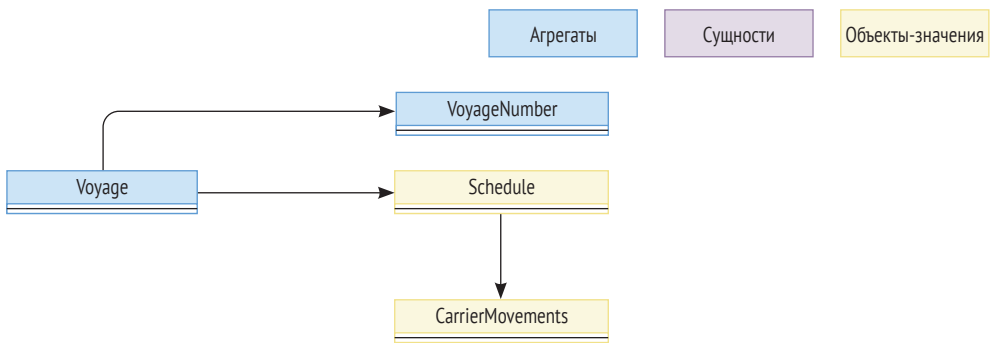 Агрегаты
Сущности
Объекты-значения
VoyageNumber
Voyage
Schedule
CarrierMovements